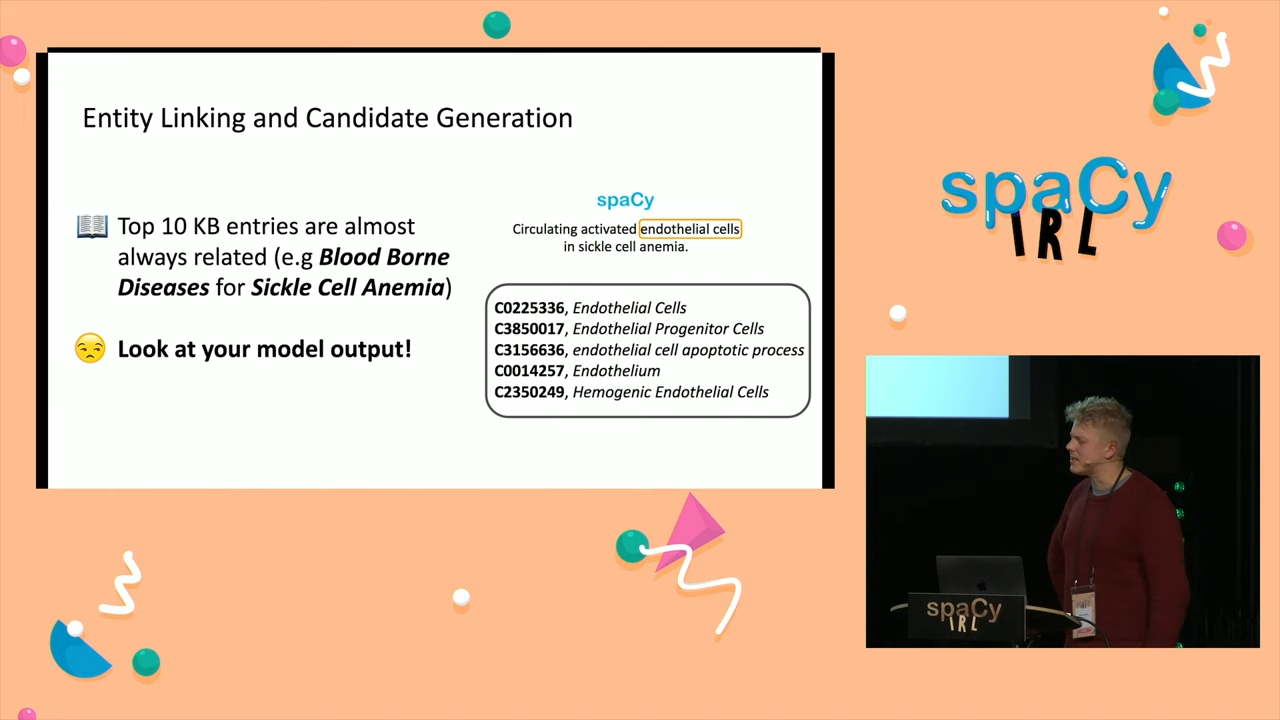 Entity Linking and Candidate Generation
Top 10 KB entries are almost
always related (e.g Blood Borne
Diseases for Sickle Cell Anemia)
Look at your model output!
spaCy
Circulating activated endothelial cells
in sickle cell anemia.
C0225336, Endothelial Cells
C3850017, Endothelial Progenitor Cells
C3156636, endothelial cell apoptotic process
C0014257, Endothelium
C2350249, Hemogenic Endothelial Cells
spaCy
IRL
spaCy
IRL